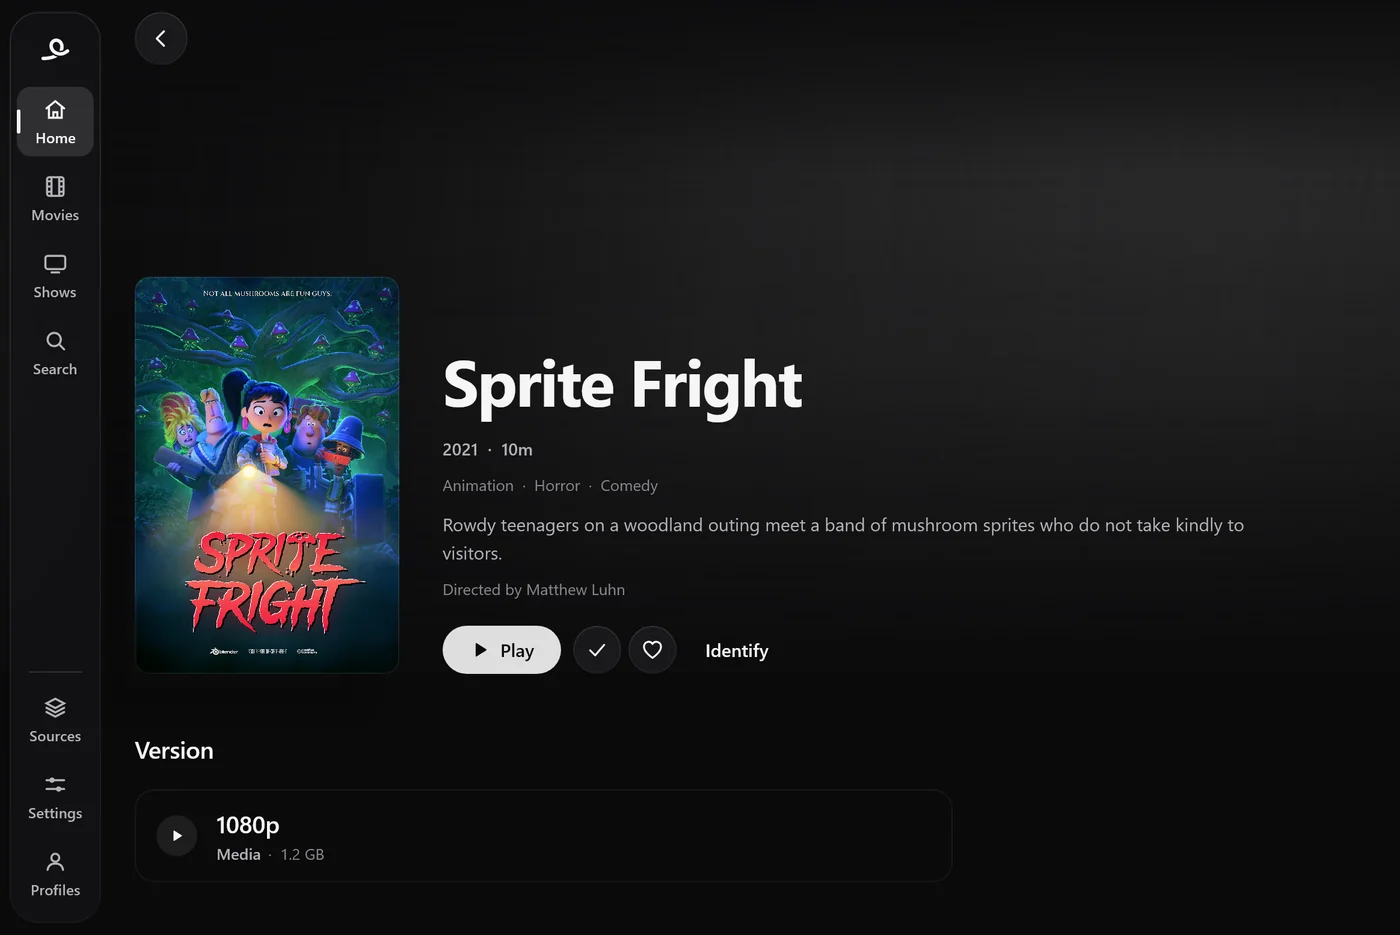 Home
Movies
Shows
Search
Sources
Settings
Profiles
NOT ALL MUSHROOMS ARE FUN GUYS.
SPRITE
FRIGHT
blender
Sprite Fright
2021 · 10m
Animation · Horror · Comedy
Rowdy teenagers on a woodland outing meet a band of mushroom sprites who do not take kindly to
visitors.
Directed by Matthew Luhn
Play
Identify
Version
1080p
Media · 1.2 GB